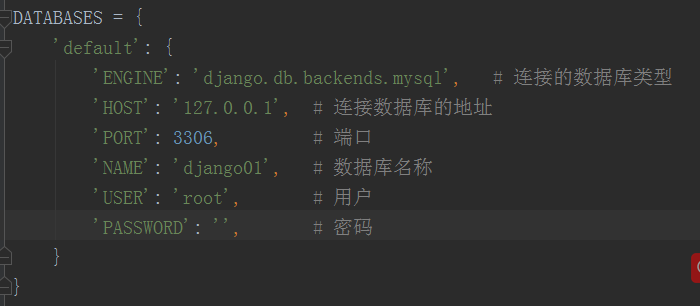 DATABASES = {
    'default': {
        'ENGINE': 'django.db.backends.mysql',   # 连接的数据库类型
        'HOST': '127.0.0.1',  # 连接数据库的地址
        'PORT': 3306,         # 端口
        'NAME': 'django01',   # 数据库名称
        'USER': 'root',       # 用户
        'PASSWORD': '',       # 密码
    }
}